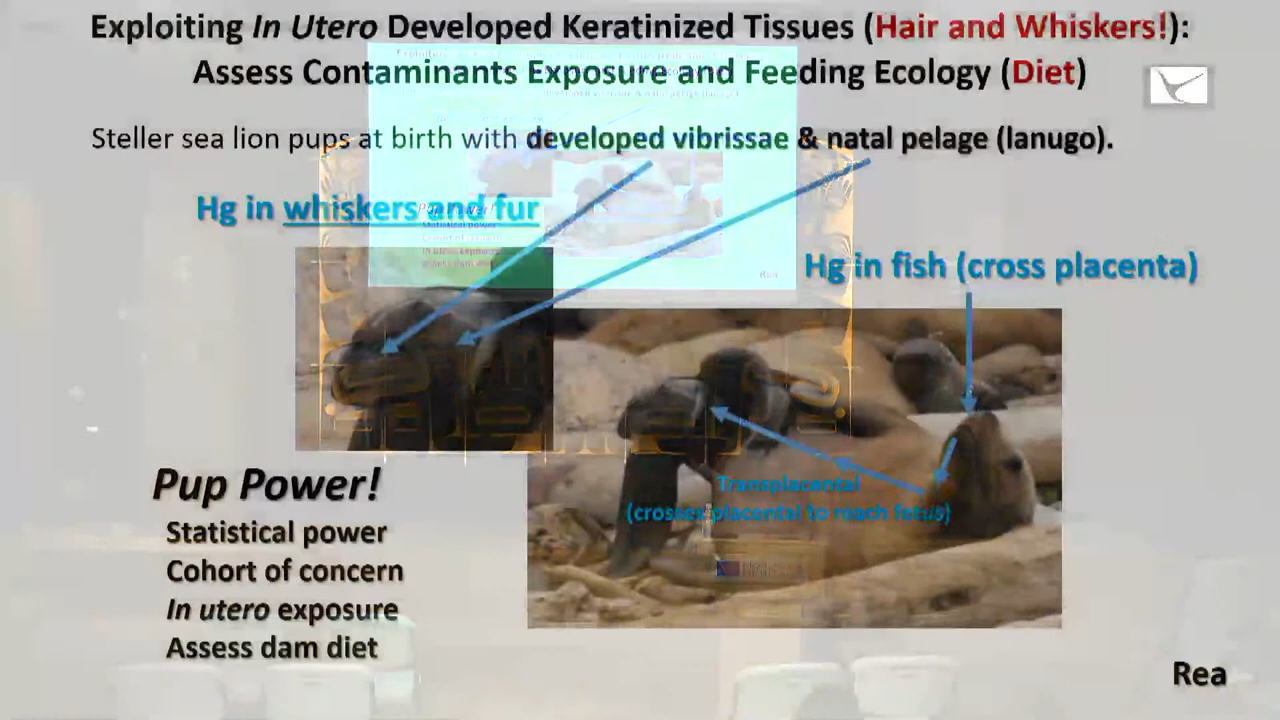 Exploiting In Utero Developed Keratinized Tissues (Hair and Whiskers!):
Assess Contaminants Exposure and Feeding Ecology (Diet)
Steller sea lion pups at birth with developed vibrissae & natal pelage (lanugo).
Hg in whiskers and fur
Hg in fish (cross placenta)
Transplacental
(crosses placental to reach fetus)
Pup Power!
Statistical power
Cohort of concern
In utero exposure
Assess dam diet
Rea
Rea